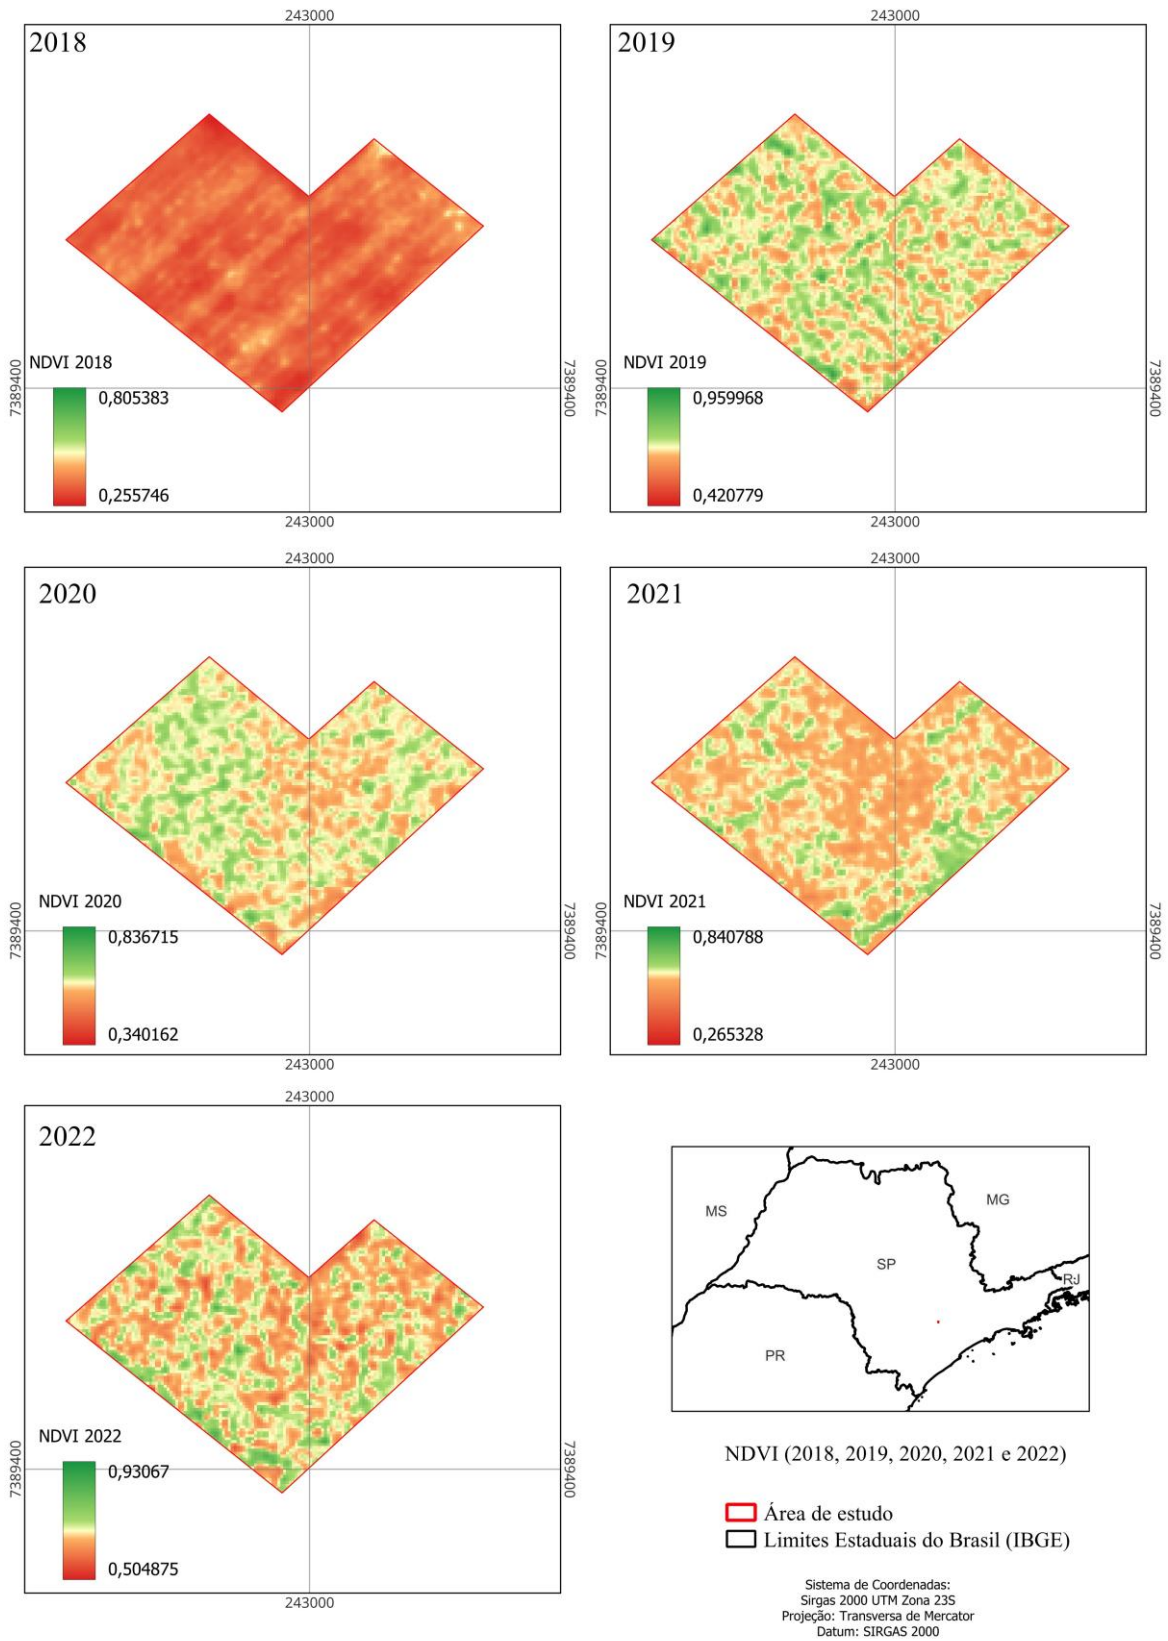 243000
2018
NDVI 2018
0,805383
0,255746
7389400
7389400
243000
243000
2019
NDVI 2019
0,959968
0,420779
7389400
7389400
243000
243000
2020
NDVI 2020
0,836715
0,340162
7389400
7389400
243000
243000
2021
NDVI 2021
0,840788
0,265328
7389400
7389400
243000
243000
2022
NDVI 2022
0,93067
0,504875
7389400
7389400
243000
MS
MG
SP
RJ
PR
NDVI (2018, 2019, 2020, 2021 e 2022)
Área de estudo
Limites Estaduais do Brasil (IBGE)
Sistema de Coordenadas:
Sirgas 2000 UTM Zona 23S
Projeção: Transversa de Mercator
Datum: SIRGAS 2000